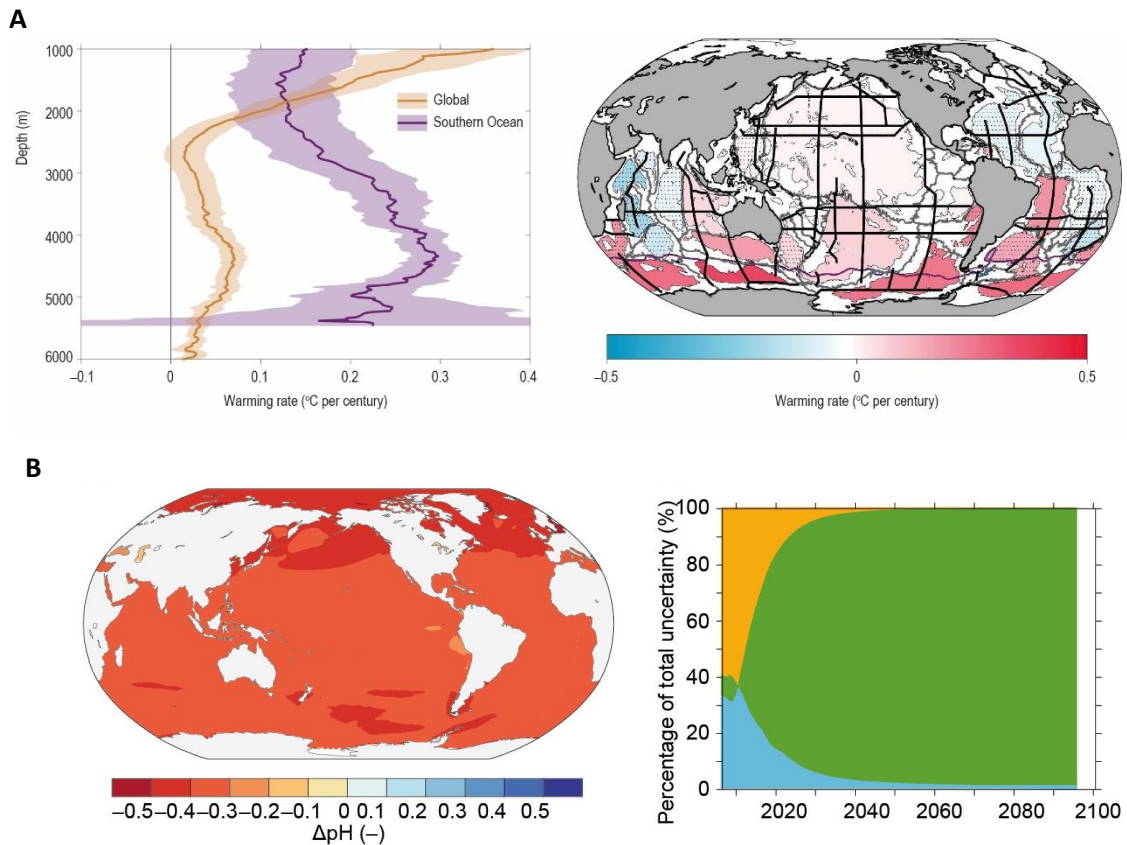 A
1000
2000
3000
4000
5000
6000
Depth (m)
Global
Southern Ocean
–0.1 0 0.1 0.2 0.3 0.4
Warming rate (°C per century)
–0.5 0 0.5
Warming rate (°C per century)
B
–0.5 –0.4 –0.3 –0.2 –0.1 0 0.1 0.2 0.3 0.4 0.5
ΔpH (–)
Percentage of total uncertainty (%)
100
80
60
40
20
0
2020 2040 2060 2080 2100